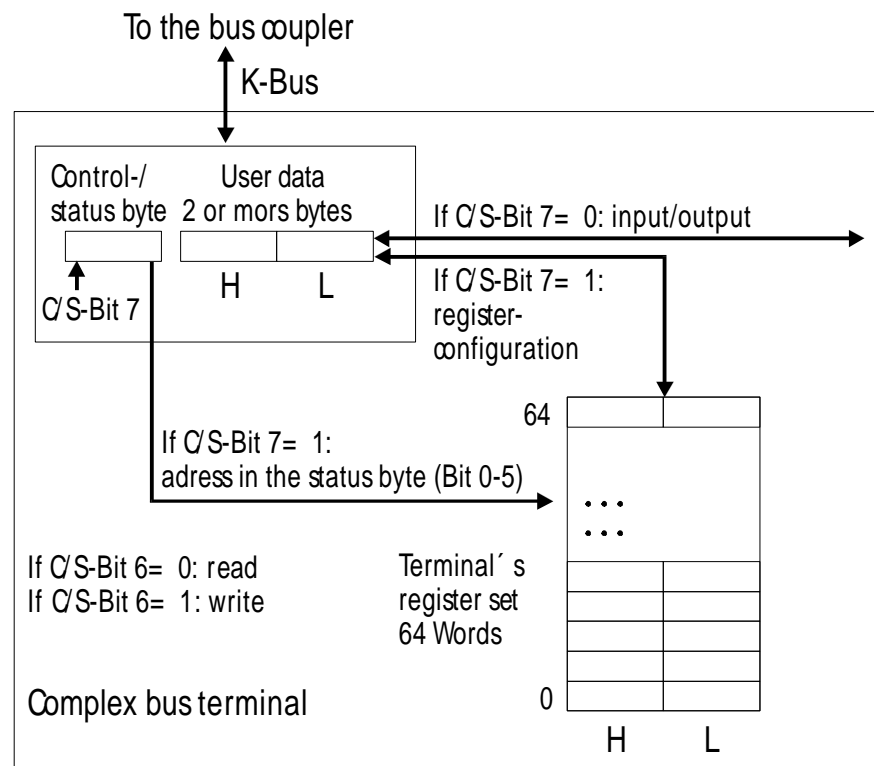 To the bus coupler
K-Bus
Control-/
status byte
User data
2 or mors bytes
H
L
C/S-Bit 7
If C/S-Bit 7= 0: input/output
If C/S-Bit 7= 1:
register-
configuration
64
If C/S-Bit 7= 1:
adress in the status byte (Bit 0-5)
If C/S-Bit 6= 0: read
If C/S-Bit 6= 1: write
Terminal´s
register set
64 Words
0
Complex bus terminal
H
L